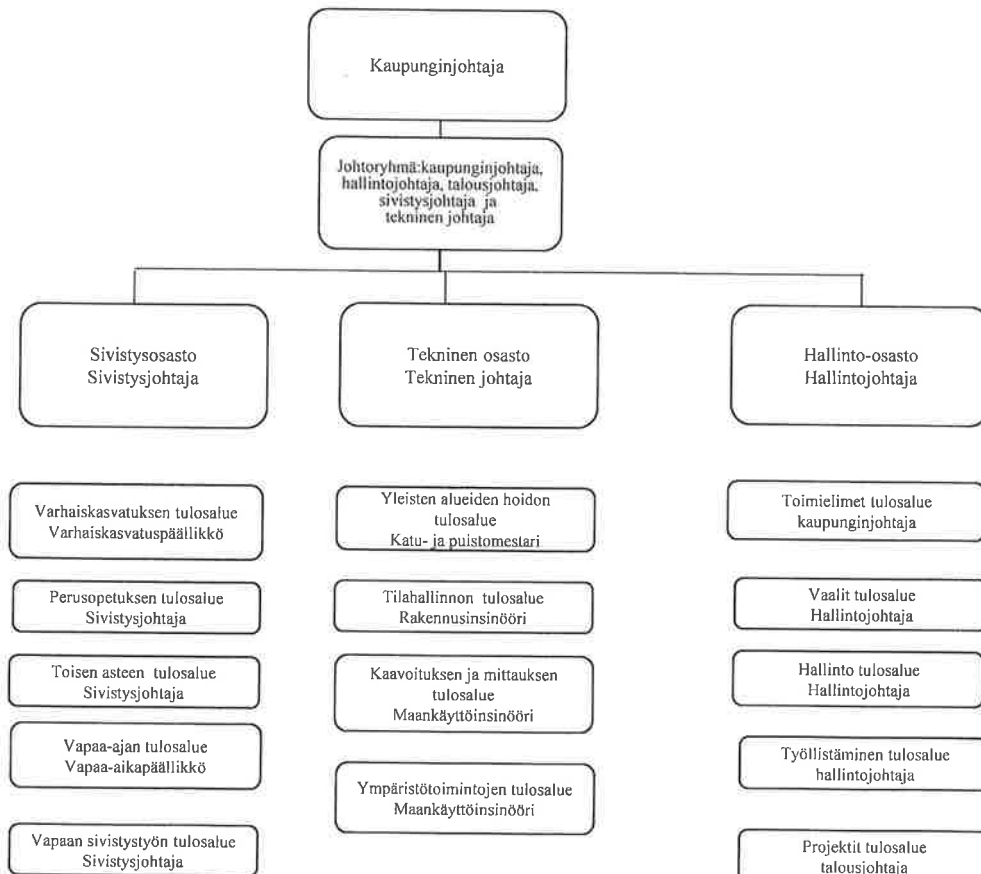 Kaupunginjohtaja
Johtoryhmä:kaupunginjohtaja,
hallintojohtaja, talousjohtaja,
sivistysjohtaja ja
tekninen johtaja
Sivistysosasto
Sivistysjohtaja
Tekninen osasto
Tekninen johtaja
Hallinto-osasto
Hallintojohtaja
Varhaiskasvatuksen tulosalue
Varhaiskasvatuspäällikkö
Perusopetuksen tulosalue
Sivistysjohtaja
Toisen asteen tulosalue
Sivistysjohtaja
Vapaa-ajan tulosalue
Vapaa-aikapäällikkö
Vapaan sivistystyön tulosalue
Sivistysjohtaja
Yleisten alueiden hoidon
tulosalue
Katu- ja puistomestari
Tilahallinnon tulosalue
Rakennusinsinööri
Kaavoituksen ja mittauksen
tulosalue
Maankäyttöinsinööri
Ympäristötoimintojen tulosalue
Maankäyttöinsinööri
Toimielimet tulosalue
kaupunginjohtaja
Vaalit tulosalue
Hallintojohtaja
Hallinto tulosalue
Hallintojohtaja
Työllistäminen tulosalue
hallintojohtaja
Projektit tulosalue
talousjohtaja